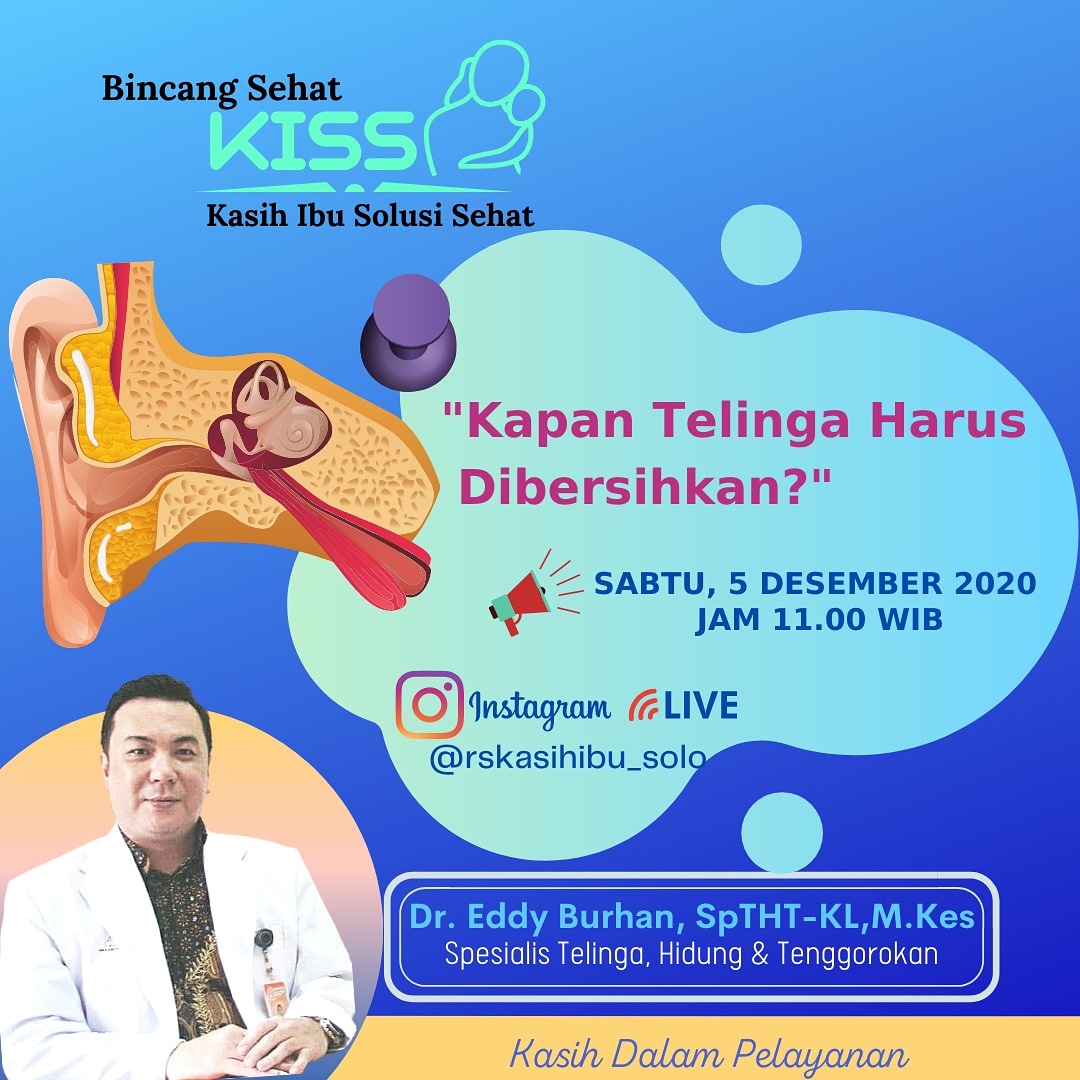 Bincang Sehat
KISS
Kasih Ibu Solusi Sehat
"Kapan Telinga Harus
Dibersihkan?"
SABTU, 5 DESEMBER 2020
JAM 11.00 WIB
Instagram LIVE
@rskasihibu_solo
Dr. Eddy Burhan, SpTHT-KL,M.Kes
Spesialis Telinga, Hidung & Tenggorokan
Kasih Dalam Pelayanan